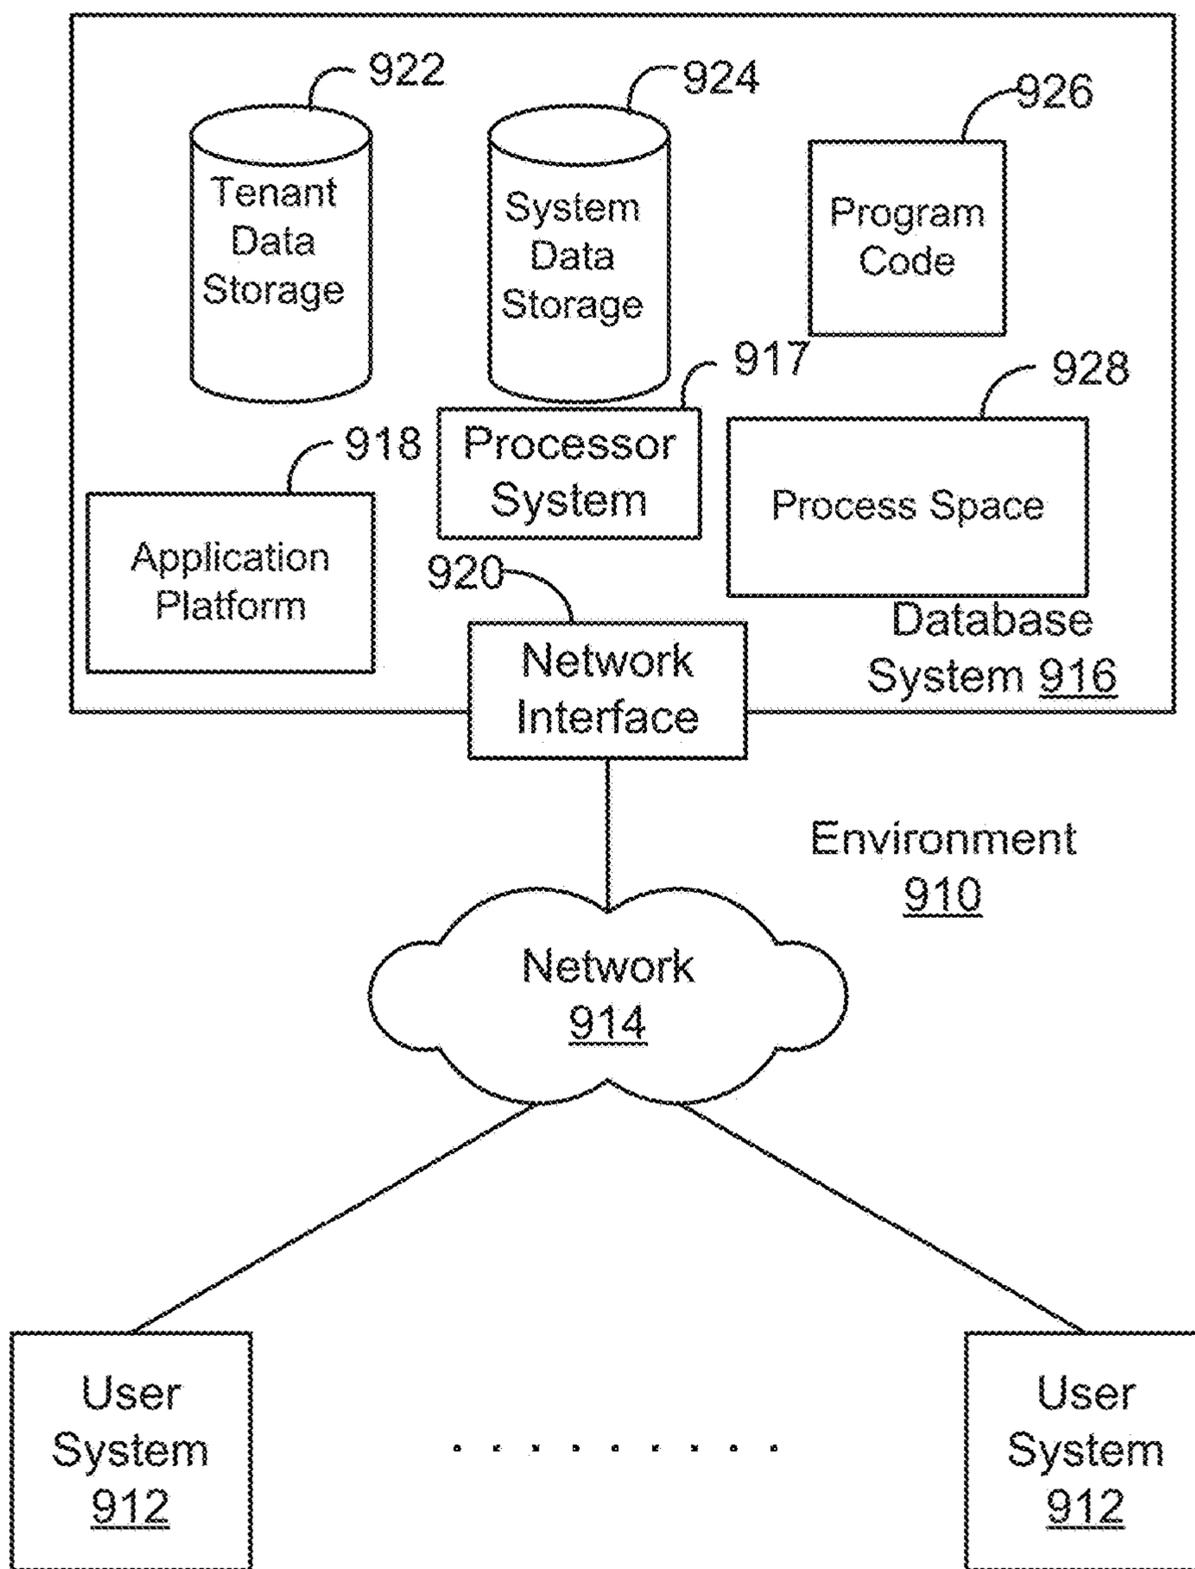 922
924
926
Tenant
Data
Storage
System
Data
Storage
Program
Code
917
928
918
Processor
System
Process Space
Application
Platform
920
Network
Interface
Database
System 916
Environment
910
Network
914
User
System
912
User
System
912